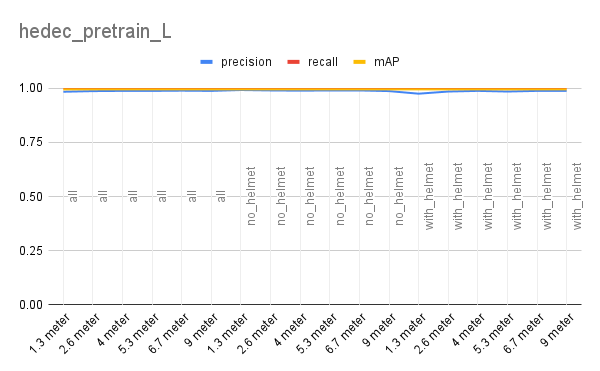 hedec_pretrain_L
precision recall mAP
1.00
0.75
0.50
0.25
0.00
all
all
all
all
all
all
no_helmet
no_helmet
no_helmet
no_helmet
no_helmet
no_helmet
with_helmet
with_helmet
with_helmet
with_helmet
with_helmet
with_helmet
1.3 meter
2.6 meter
4 meter
5.3 meter
6.7 meter
9 meter
1.3 meter
2.6 meter
4 meter
5.3 meter
6.7 meter
9 meter
1.3 meter
2.6 meter
4 meter
5.3 meter
6.7 meter
9 meter